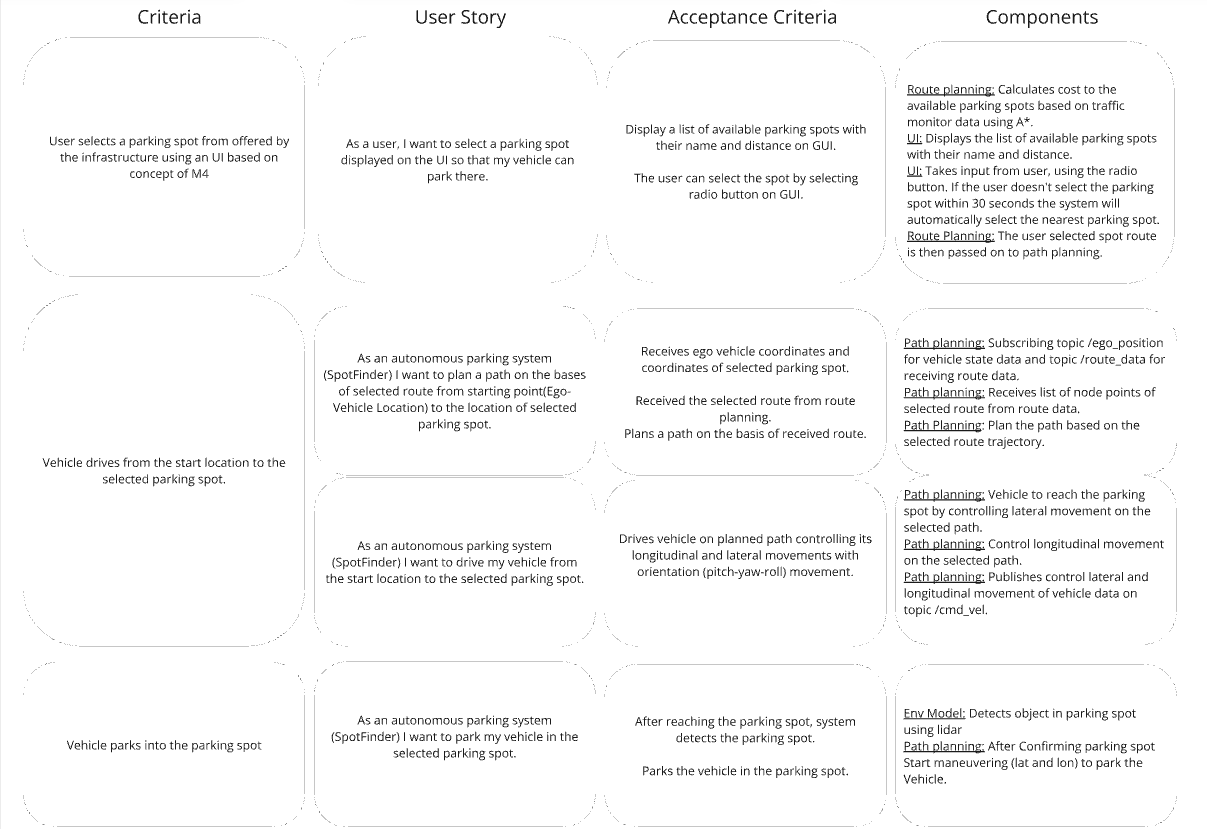 Criteria
User Story
Acceptance Criteria
Components
User selects a parking spot from offered by
the infrastructure using an UI based on
concept of M4
As a user, I want to select a parking spot
displayed on the UI so that my vehicle can
park there.
Display a list of available parking spots with
their name and distance on GUI.
The user can select the spot by selecting
radio button on GUI.
Route planning: Calculates cost to the
available parking spots based on traffic
monitor data using A*.
UI: Displays the list of available parking spots
with their name and distance.
UI: Takes input from user, using the radio
button. If the user doesn't select the parking
spot within 30 seconds the system will
automatically select the nearest parking spot.
Route Planning: The user selected spot route
is then passed on to path planning.
Vehicle drives from the start location to the
selected parking spot.
As an autonomous parking system
(SpotFinder) I want to plan a path on the bases
of selected route from starting point(Ego-
Vehicle Location) to the location of selected
parking spot.
Receives ego vehicle coordinates and
coordinates of selected parking spot.
Received the selected route from route
planning.
Plans a path on the basis of received route.
Path planning: Subscribing topic /ego_position
for vehicle state data and topic /route_data for
receiving route data.
Path planning: Receives list of node points of
selected route from route data.
Path Planning: Plan the path based on the
selected route trajectory.
As an autonomous parking system
(SpotFinder) I want to drive my vehicle from
the start location to the selected parking spot.
Drives vehicle on planned path controlling its
longitudinal and lateral movements with
orientation (pitch-yaw-roll) movement.
Path planning: Vehicle to reach the parking
spot by controlling lateral movement on the
selected path.
Path planning: Control longitudinal movement
on the selected path.
Path planning: Publishes control lateral and
longitudinal movement of vehicle data on
topic /cmd_vel.
Vehicle parks into the parking spot
As an autonomous parking system
(SpotFinder) I want to park my vehicle in the
selected parking spot.
After reaching the parking spot, system
detects the parking spot.
Parks the vehicle in the parking spot.
Env Model: Detects object in parking spot
using lidar
Path planning: After Confirming parking spot
Start maneuvering (lat and lon) to park the
Vehicle.